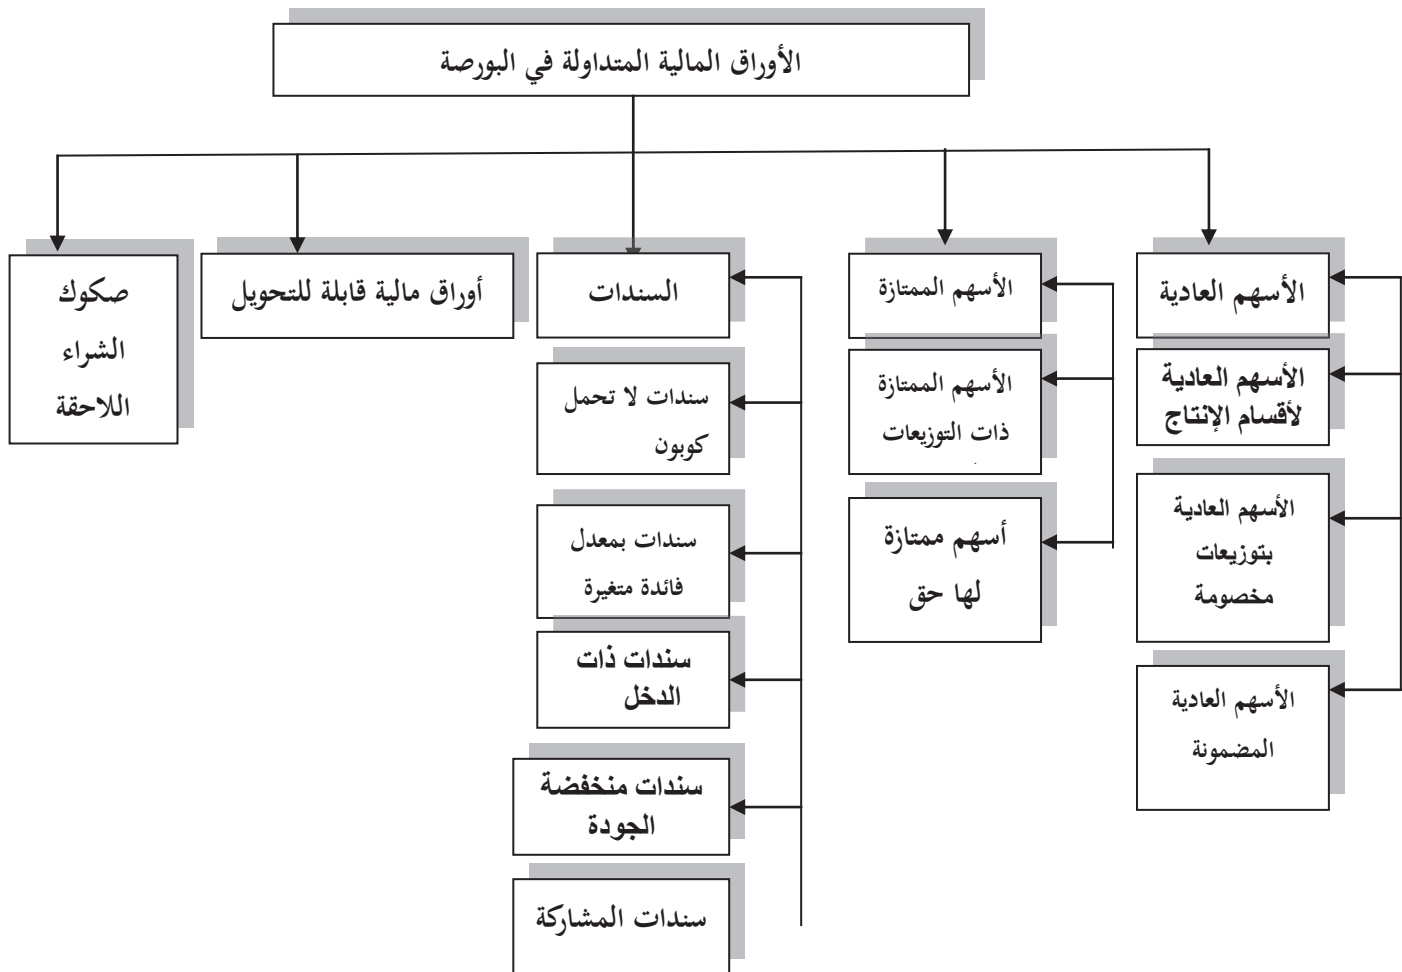 الأوراق المالية المتداولة في البورصة
الأسهم العادية
الأسهم العادية
لأقسام الإنتاج
الأسهم العادية
بتوزيعات
مخصومة
الأسهم العادية
المضمونة
الأسهم الممتازة
الأسهم الممتازة
ذات التوزيعات
أسهم ممتازة
لها حق
السندات
سندات لا تحمل
كوبون
سندات بمعدل
فائدة متغيرة
سندات ذات
الدخل
سندات منخفضة
الجودة
سندات المشاركة
أوراق مالية قابلة للتحويل
صكوك
الشراء
اللاحقة